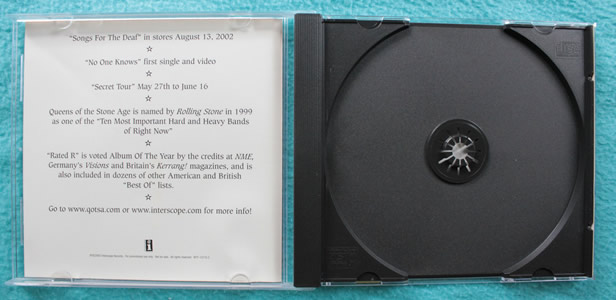 "Songs For The Deaf" in stores August 13, 2002
"No One Knows" first single and video
"Secret Tour" May 27th to June 16
Queens of the Stone Age is named by Rolling Stone in 1999
as one of the "Ten Most Important Hard and Heavy Bands
of Right Now"
"Rated R" is voted Album Of The Year by the credits at NME,
Germany's Visions and Britain's Kerrang! magazines, and is
also included in dozens of other American and British
"Best Of" lists.
Go to www.qotsa.com or www.interscope.com for more info!